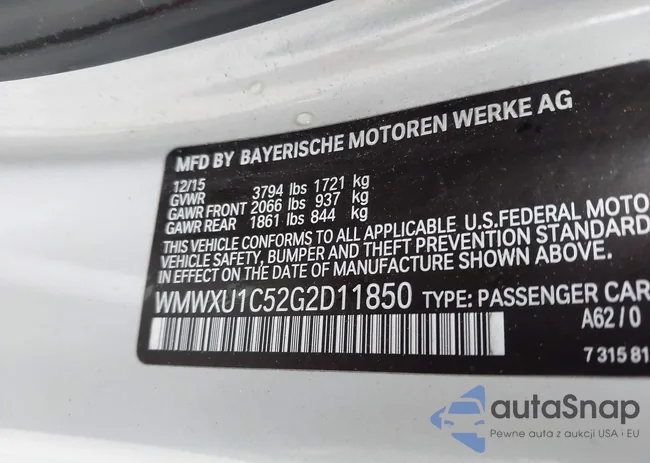 MFD BY BAYERISCHE MOTOREN WERKE AG
12/15
GVWR 3794 lbs 1721 kg
GAWR FRONT 2066 lbs 937 kg
GAWR REAR 1861 lbs 844 kg
THIS VEHICLE CONFORMS TO ALL APPLICABLE U.S.FEDERAL MOTO
VEHICLE SAFETY, BUMPER AND THEFT PREVENTION STANDARD
IN EFFECT ON THE DATE OF MANUFACTURE SHOWN ABOVE.
WMWXU1C52G2D11850 TYPE: PASSENGER CAR
A62/0
7 315 81
autoSnap
Pewne auta z aukcji USA i EU